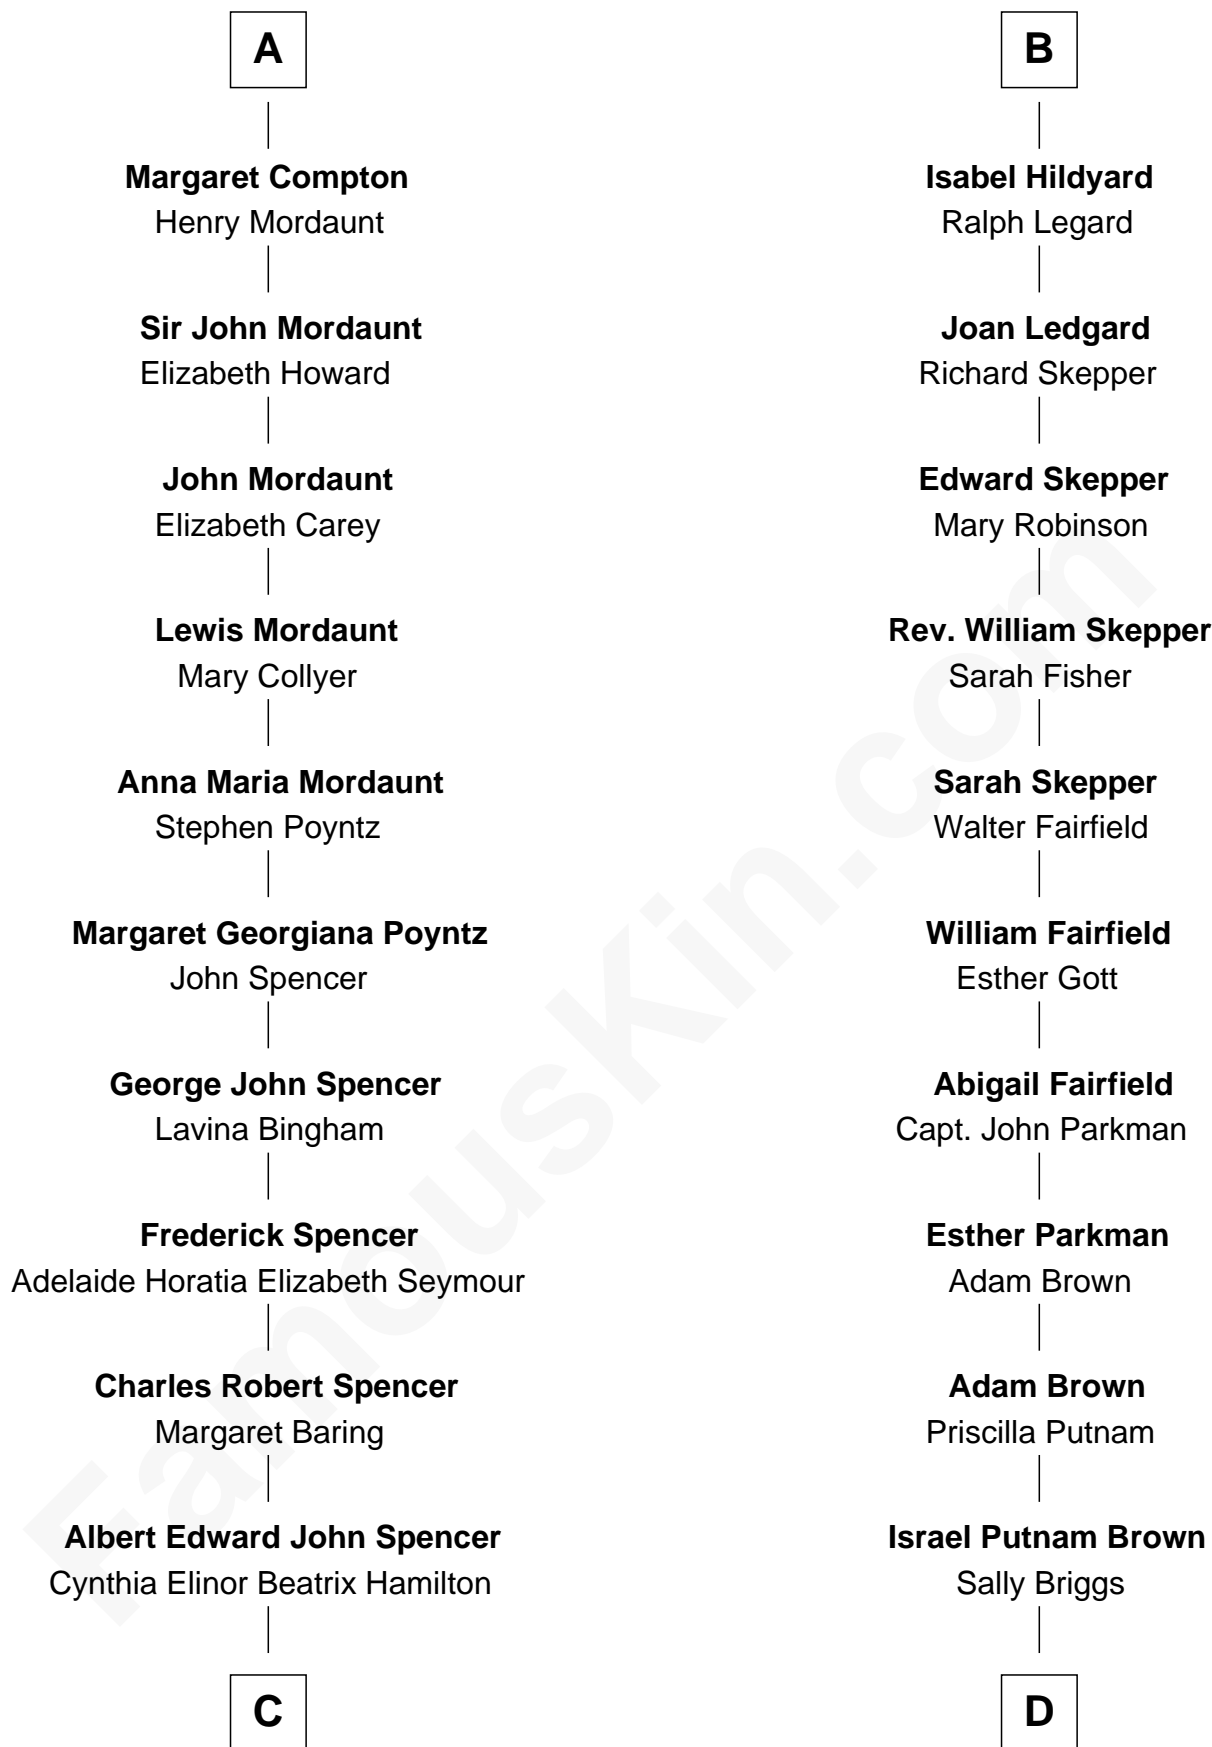 A
Margaret Compton
Henry Mordaunt
Sir John Mordaunt
Elizabeth Howard
John Mordaunt
Elizabeth Carey
Lewis Mordaunt
Mary Collyer
Anna Maria Mordaunt
Stephen Poyntz
Margaret Georgiana Poyntz
John Spencer
George John Spencer
Lavina Bingham
Frederick Spencer
Adelaide Horatia Elizabeth Seymour
Charles Robert Spencer
Margaret Baring
Albert Edward John Spencer
Cynthia Elinor Beatrix Hamilton
C
B
Isabel Hildyard
Ralph Legard
Joan Ledgard
Richard Skepper
Edward Skepper
Mary Robinson
Rev. William Skepper
Sarah Fisher
Sarah Skepper
Walter Fairfield
William Fairfield
Esther Gott
Abigail Fairfield
Capt. John Parkman
Esther Parkman
Adam Brown
Adam Brown
Priscilla Putnam
Israel Putnam Brown
Sally Briggs
D
FamousKin.com